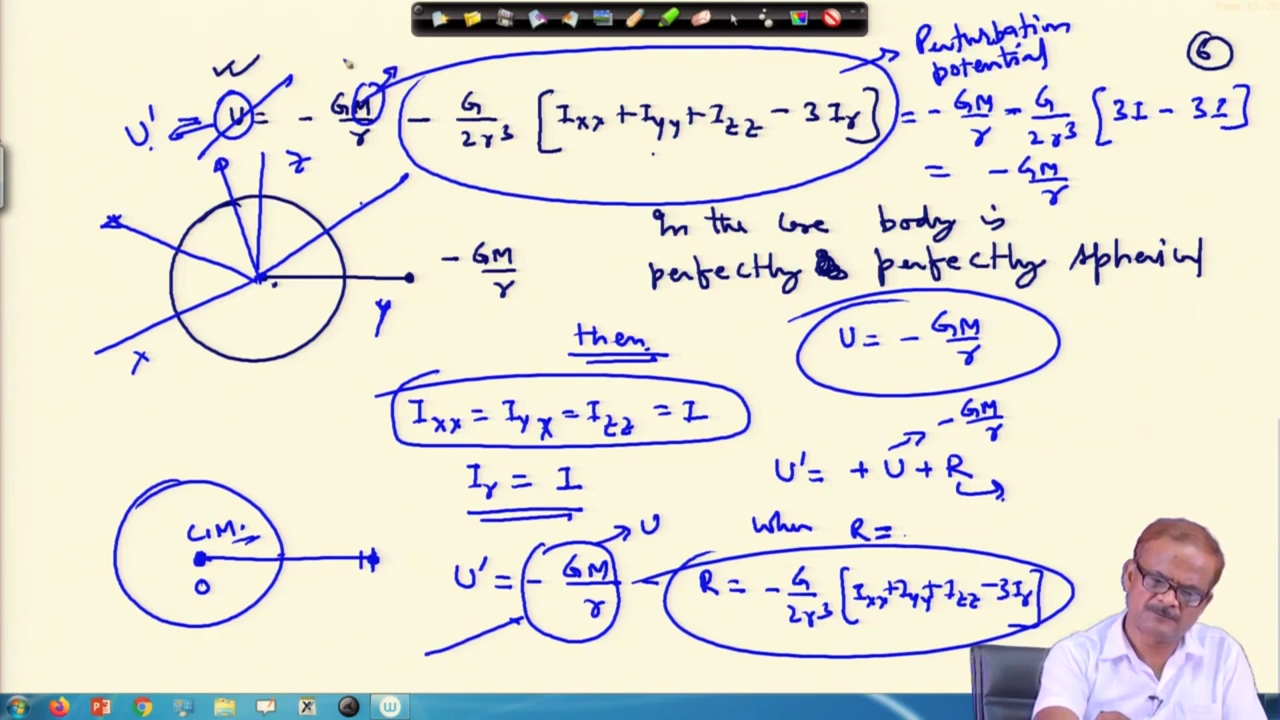 Perturbation
potential
6
U' ⇐ U = - GM/r - G/2r³ [Ixx + Iyy + Izz - 3Ir] = - GM/r - G/2r³ [3I - 3I]
= - GM/r
z
In the case body is
- GM/r
perfectly perfectly spherical
x
y
then
U = - GM/r
Ixx = Iyy = Izz = I
- GM/r
Ir = I
U' = + U + R
C.M.
O
U
when R =
U' = - GM/r -
R = - G/2r³ [Ixx + Iyy + Izz - 3Ir]